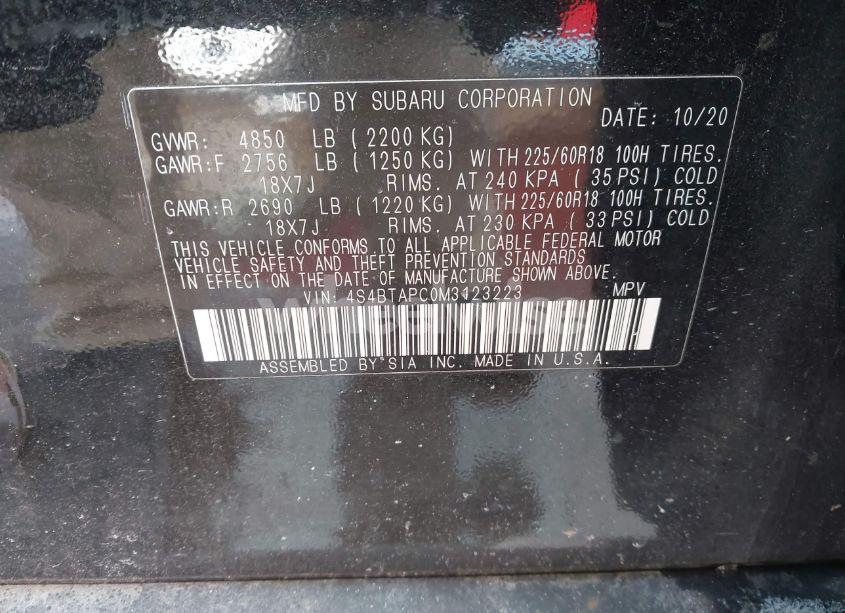 MFD BY SUBARU CORPORATION
DATE: 10/20
GVWR: 4850 LB (2200 KG)
GAWR:F 2756 LB (1250 KG) WITH 225/60R18 100H TIRES.
18X7J RIMS. AT 240 KPA (35 PSI) COLD
GAWR:R 2690 LB (1220 KG) WITH 225/60R18 100H TIRES.
18X7J RIMS. AT 230 KPA (33 PSI) COLD
THIS VEHICLE CONFORMS TO ALL APPLICABLE FEDERAL MOTOR
VEHICLE SAFETY AND THEFT PREVENTION STANDARDS
IN EFFECT ON THE DATE OF MANUFACTURE SHOWN ABOVE.
VIN: 4S4BTAPC0M3123223 MPV
ASSEMBLED BY SIA INC. MADE IN U.S.A.